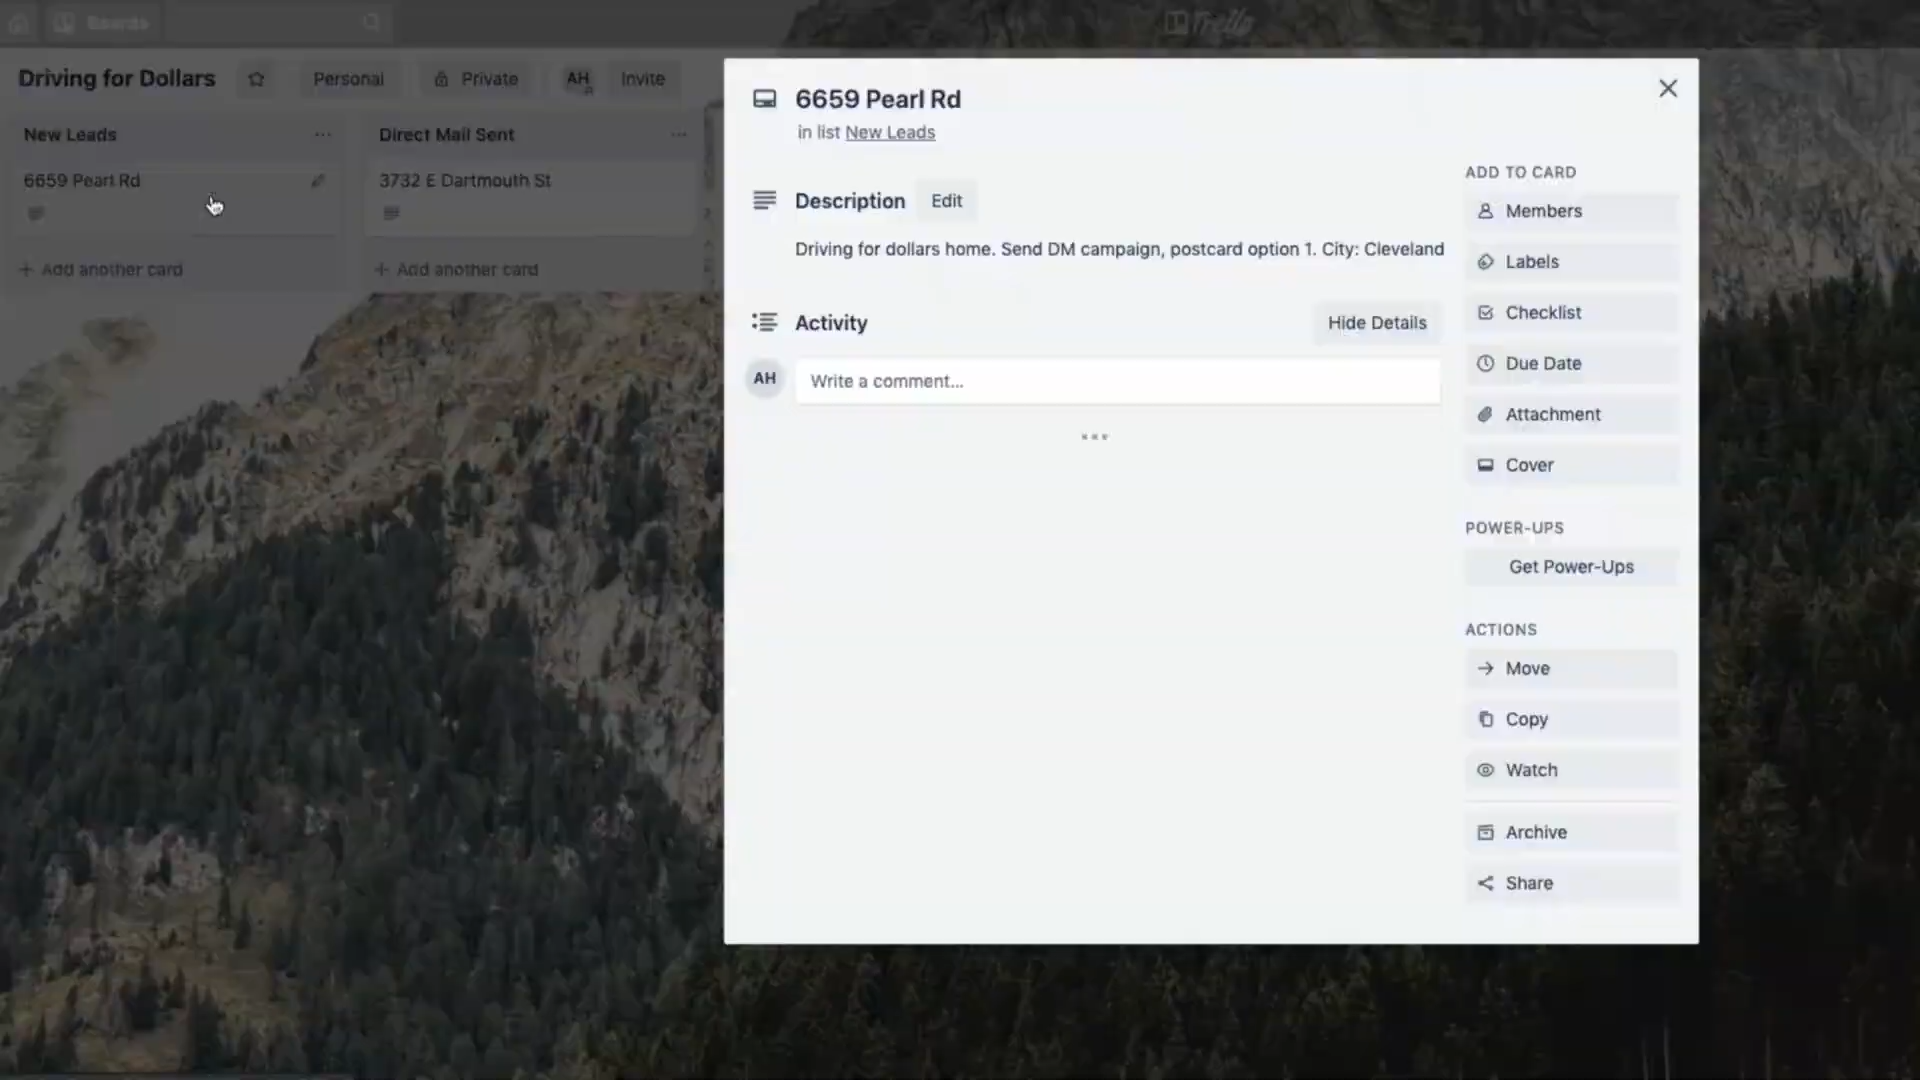 Boards
Trello
Driving for Dollars
Personal
Private
AH
Invite
New Leads
6659 Pearl Rd
+ Add another card
Direct Mail Sent
3732 E Dartmouth St
+ Add another card
6659 Pearl Rd
in list New Leads
Description
Edit
Driving for dollars home. Send DM campaign, postcard option 1. City: Cleveland
Activity
Hide Details
AH
Write a comment...
ADD TO CARD
Members
Labels
Checklist
Due Date
Attachment
Cover
POWER-UPS
Get Power-Ups
ACTIONS
Move
Copy
Watch
Archive
Share